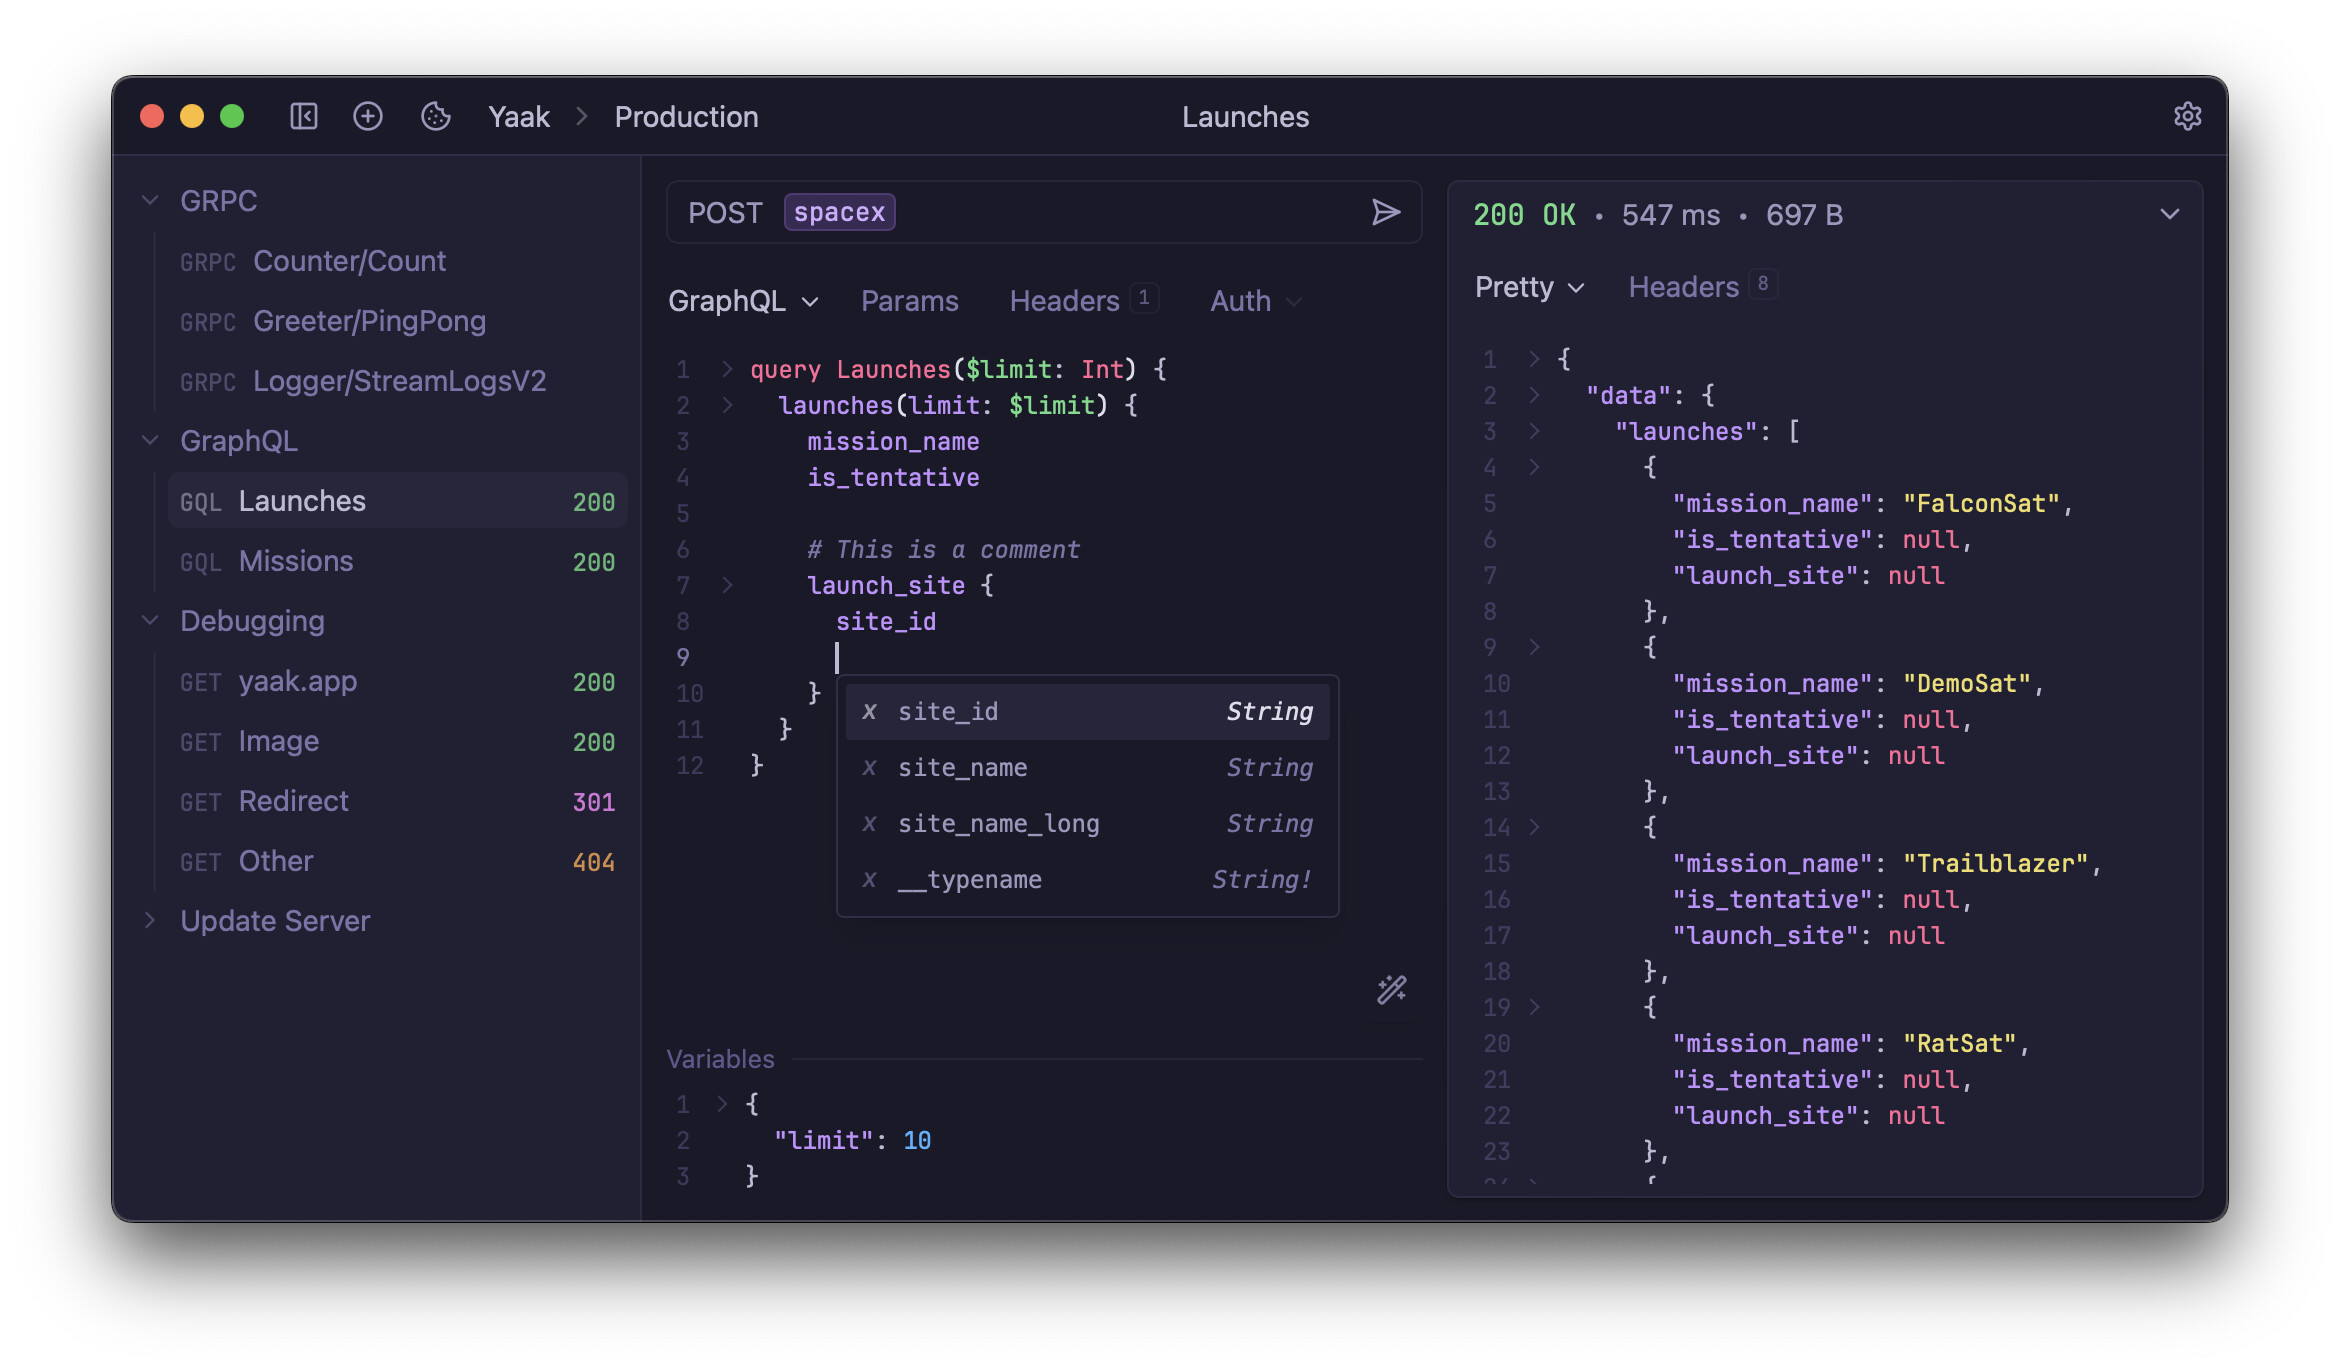 Yaak > Production
Launches
GRPC
GRPC Counter/Count
GRPC Greeter/PingPong
GRPC Logger/StreamLogsV2
GraphQL
GQL Launches 200
GQL Missions 200
Debugging
GET yaak.app 200
GET Image 200
GET Redirect 301
GET Other 404
Update Server
POST spacex
GraphQL Params Headers 1 Auth
1 query Launches($limit: Int) {
2 launches(limit: $limit) {
3 mission_name
4 is_tentative
5
6 # This is a comment
7 launch_site {
8 site_id
9
10 }
11 }
12 }
x site_id String
x site_name String
x site_name_long String
x __typename String!
Variables
1 {
2 "limit": 10
3 }
200 OK • 547 ms • 697 B
Pretty Headers 8
1 {
2 "data": {
3 "launches": [
4 {
5 "mission_name": "FalconSat",
6 "is_tentative": null,
7 "launch_site": null
8 },
9 {
10 "mission_name": "DemoSat",
11 "is_tentative": null,
12 "launch_site": null
13 },
14 {
15 "mission_name": "Trailblazer",
16 "is_tentative": null,
17 "launch_site": null
18 },
19 {
20 "mission_name": "RatSat",
21 "is_tentative": null,
22 "launch_site": null
23 },